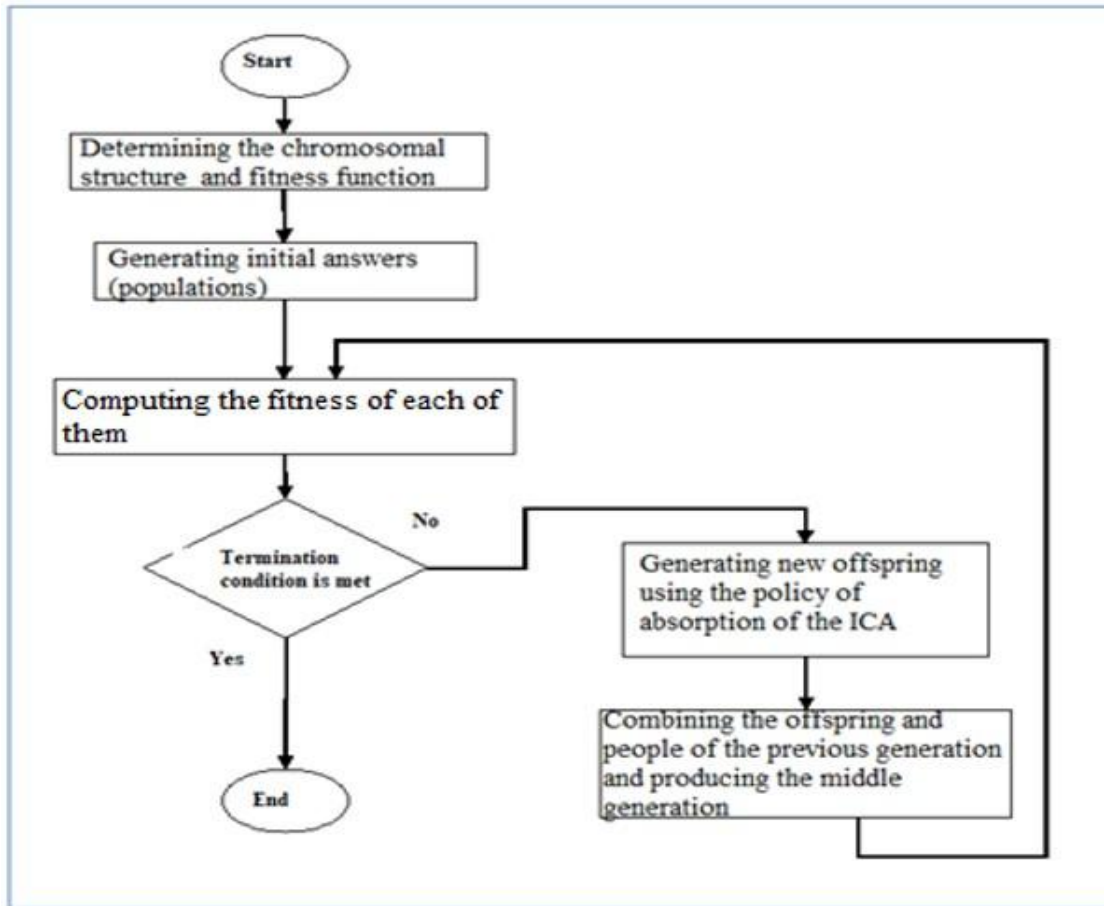 Start
Determining the chromosomal
structure and fitness function
Generating initial answers
(populations)
Computing the fitness of each of
them
Termination
condition is met
No
Yes
Generating new offspring
using the policy of
absorption of the ICA
Combining the offspring and
people of the previous generation
and producing the middle
generation
End